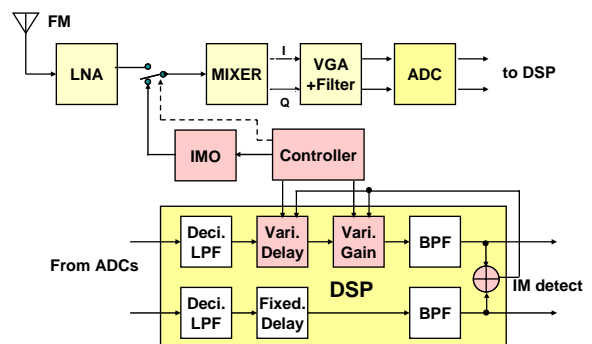 FM
LNA
MIXER
I
Q
VGA
+Filter
ADC
to DSP
IMO
Controller
From ADCs
Deci.
LPF
Vari.
Delay
Vari.
Gain
BPF
DSP
IM detect
Deci.
LPF
Fixed.
Delay
BPF